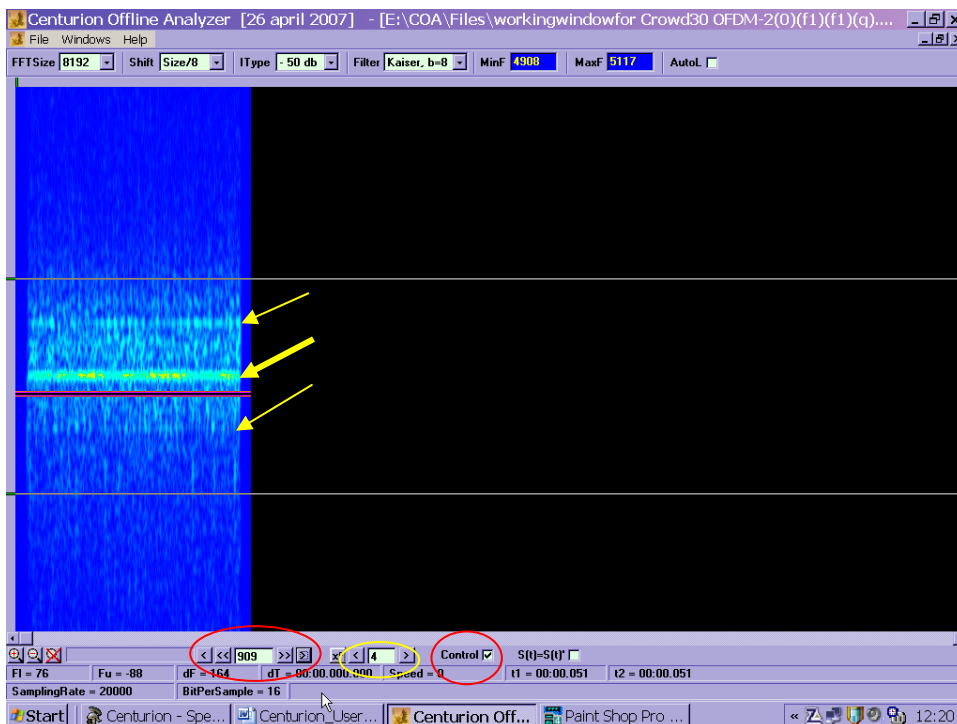 Centurion Offline Analyzer [26 april 2007] - [E:\COA\Files\workingwindowfor Crowd30 OFDM-2(0)(f1)(f1)(q)....
File Windows Help
FFTSize 8192 Shift Size/8 IType - 50 db Filter Kaiser, b=8 MinF 4908 MaxF 5117 AutoL
< << 909 >> < 4 > Control S(t)=S(t)*
Fl = 76 Fu = -88 dF = 164 dT = 00:00.000.000 Speed = 0 t1 = 00:00.051 t2 = 00:00.051
SamplingRate = 20000 BitPerSample = 16
Start Centurion - Spe... Centurion_User... Centurion Off... Paint Shop Pro ... « 12:20